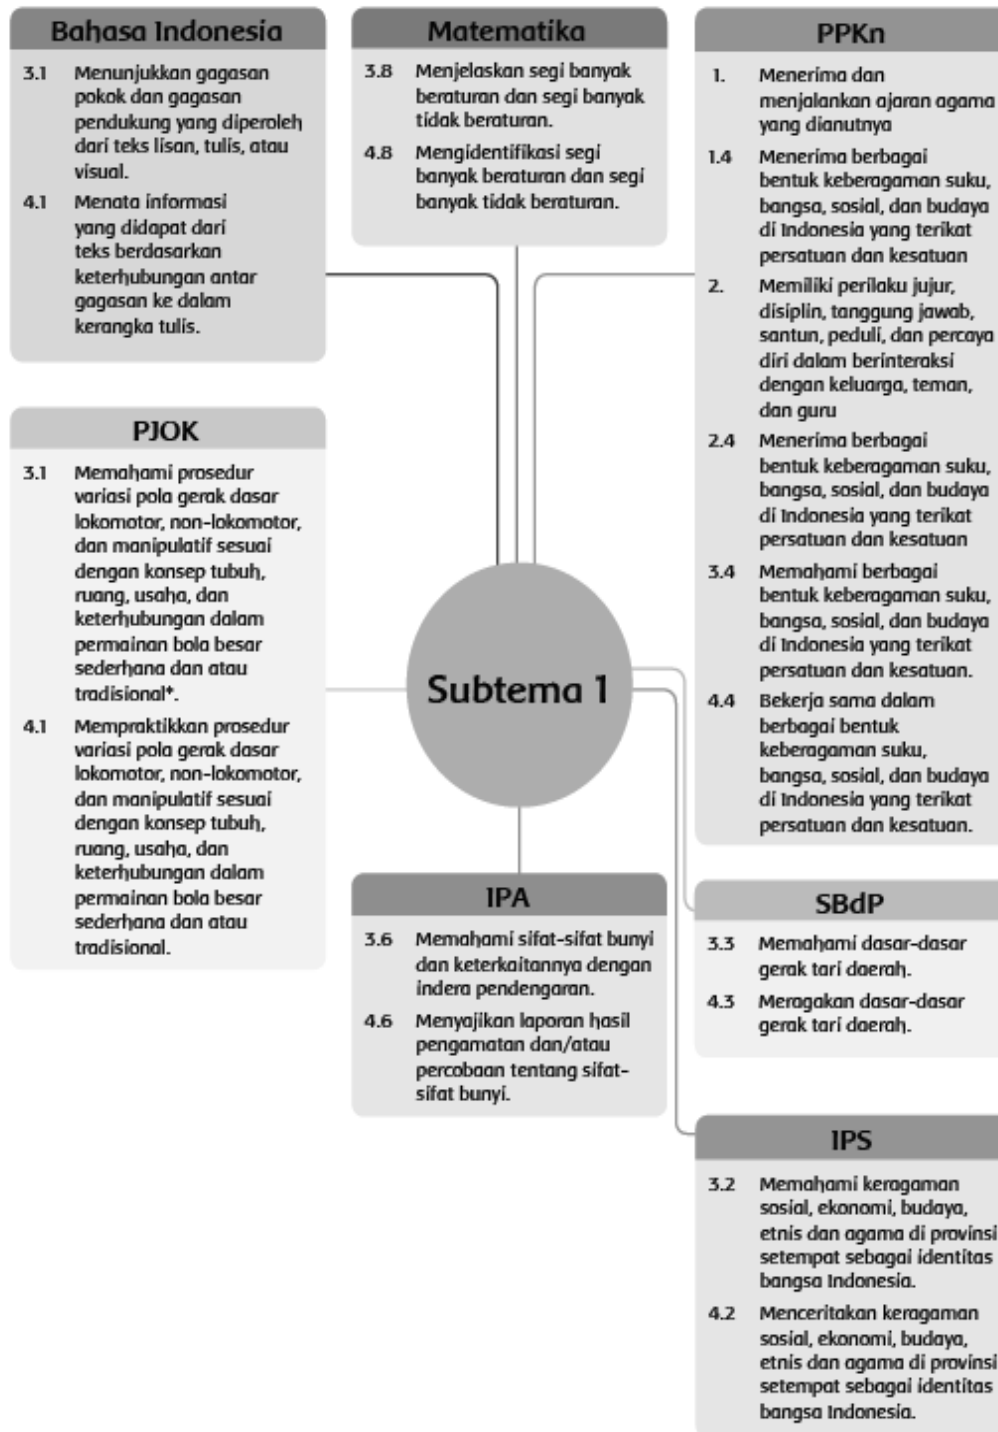 Bahasa Indonesia
3.1 Menunjukkan gagasan
pokok dan gagasan
pendukung yang diperoleh
dari teks lisan, tulis, atau
visual.
4.1 Menata informasi
yang didapat dari
teks berdasarkan
keterhubungan antar
gagasan ke dalam
kerangka tulis.
Matematika
3.8 Menjelaskan segi banyak
beraturan dan segi banyak
tidak beraturan.
4.8 Mengidentifikasi segi
banyak beraturan dan segi
banyak tidak beraturan.
PPKn
1. Menerima dan
menjalankan ajaran agama
yang dianutnya
1.4 Menerima berbagai
bentuk keberagaman suku,
bangsa, sosial, dan budaya
di Indonesia yang terikat
persatuan dan kesatuan
2. Memiliki perilaku jujur,
disiplin, tanggung jawab,
santun, peduli, dan percaya
diri dalam berinteraksi
dengan keluarga, teman,
dan guru
2.4 Menerima berbagai
bentuk keberagaman suku,
bangsa, sosial, dan budaya
di Indonesia yang terikat
persatuan dan kesatuan
3.4 Memahami berbagai
bentuk keberagaman suku,
bangsa, sosial, dan budaya
di Indonesia yang terikat
persatuan dan kesatuan.
4.4 Bekerja sama dalam
berbagai bentuk
keberagaman suku,
bangsa, sosial, dan budaya
di Indonesia yang terikat
persatuan dan kesatuan.
PJOK
3.1 Memahami prosedur
variasi pola gerak dasar
lokomotor, non-lokomotor,
dan manipulatif sesuai
dengan konsep tubuh,
ruang, usaha, dan
keterhubungan dalam
permainan bola besar
sederhana dan atau
tradisional*.
4.1 Mempraktikkan prosedur
variasi pola gerak dasar
lokomotor, non-lokomotor,
dan manipulatif sesuai
dengan konsep tubuh,
ruang, usaha, dan
keterhubungan dalam
permainan bola besar
sederhana dan atau
tradisional.
Subtema 1
IPA
3.6 Memahami sifat-sifat bunyi
dan keterkaitannya dengan
indera pendengaran.
4.6 Menyajikan laporan hasil
pengamatan dan/atau
percobaan tentang sifat-
sifat bunyi.
SBdP
3.3 Memahami dasar-dasar
gerak tari daerah.
4.3 Meragakan dasar-dasar
gerak tari daerah.
IPS
3.2 Memahami keragaman
sosial, ekonomi, budaya,
etnis dan agama di provinsi
setempat sebagai identitas
bangsa Indonesia.
4.2 Menceritakan keragaman
sosial, ekonomi, budaya,
etnis dan agama di provinsi
setempat sebagai identitas
bangsa Indonesia.